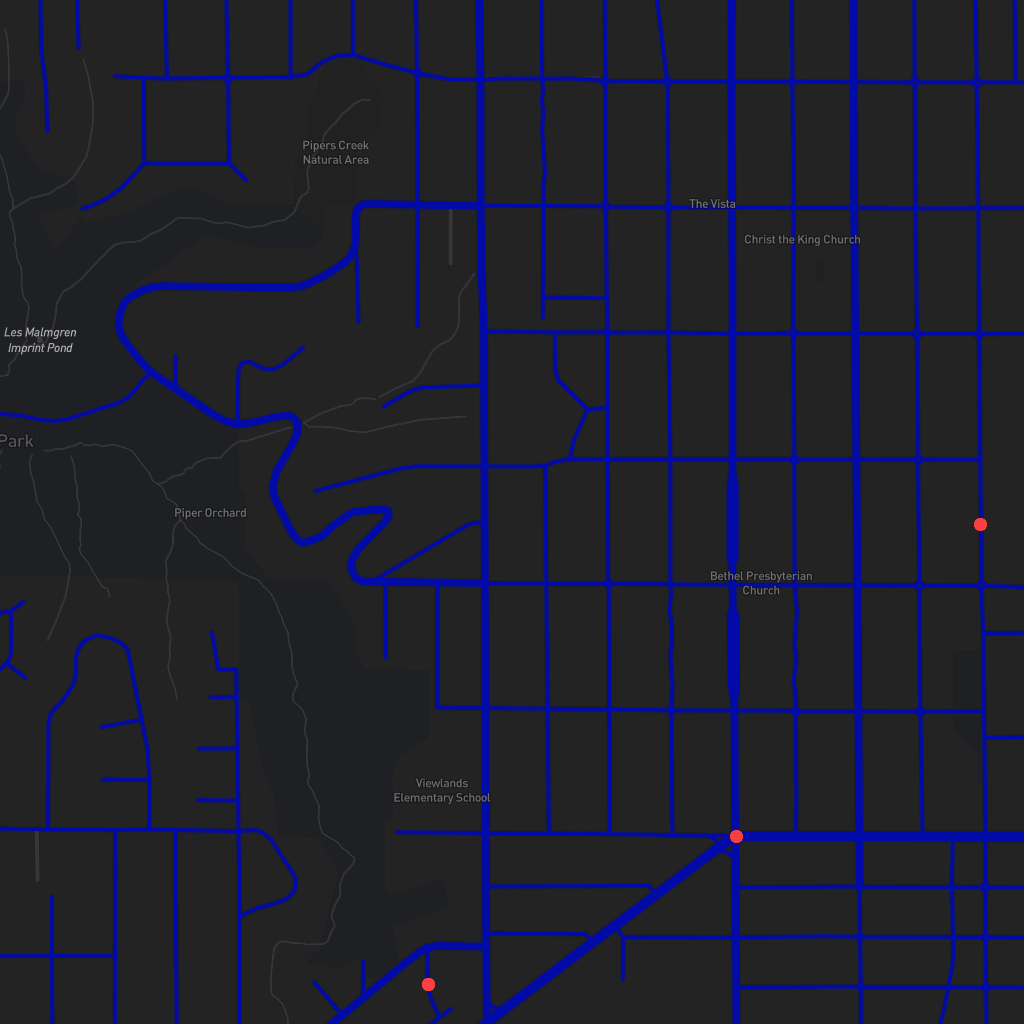 Pipers Creek
Natural Area
The Vista
Christ the King Church
Les Malmgren
Imprint Pond
Park
Piper Orchard
Bethel Presbyterian
Church
Viewlands
Elementary School